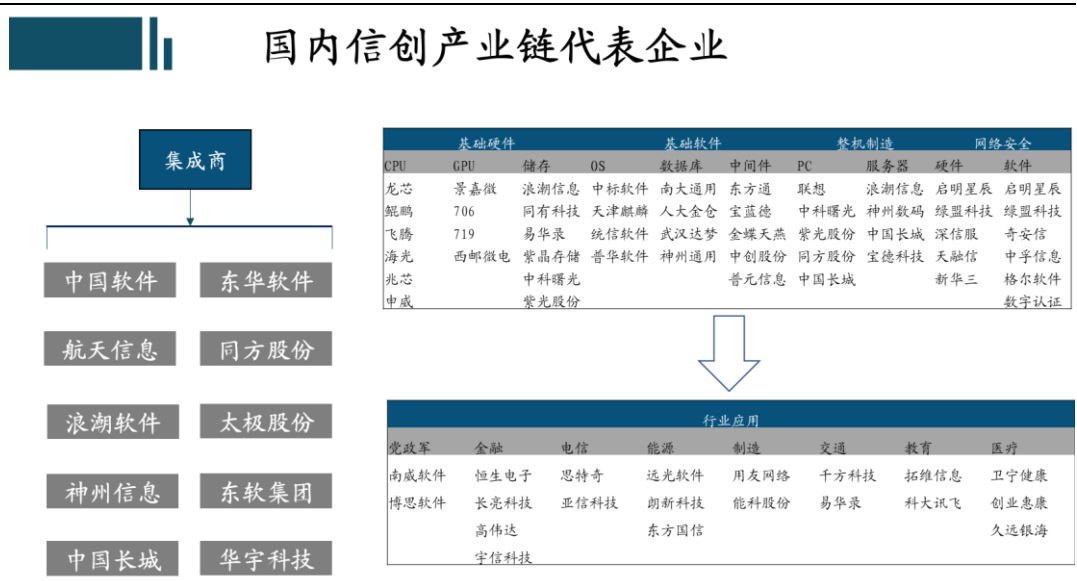 国内信创产业链代表企业
集成商
中国软件 东华软件
航天信息 同方股份
浪潮软件 太极股份
神州信息 东软集团
中国长城 华宇科技
基础硬件 基础软件 整机制造 网络安全
CPU GPU 储存 OS 数据库 中间件 PC 服务器 硬件 软件
龙芯 景嘉微 浪潮信息 中标软件 南大通用 东方通 联想 浪潮信息 启明星辰 启明星辰
鲲鹏 706 同有科技 天津麒麟 人大金仓 宝蓝德 中科曙光 神州数码 绿盟科技 绿盟科技
飞腾 719 易华录 统信软件 武汉达梦 金蝶天燕 紫光股份 中国长城 深信服 奇安信
海光 西邮微电 紫晶存储 普华软件 神州通用 中创股份 同方股份 宝德科技 天融信 中孚信息
兆芯 中科曙光 普元信息 中国长城 新华三 格尔软件
申威 紫光股份 数字认证
行业应用
党政军 金融 电信 能源 制造 交通 教育 医疗
南威软件 恒生电子 思特奇 远光软件 用友网络 千方科技 拓维信息 卫宁健康
博思软件 长亮科技 亚信科技 朗新科技 能科股份 易华录 科大讯飞 创业惠康
高伟达 东方国信 久远银海
宇信科技